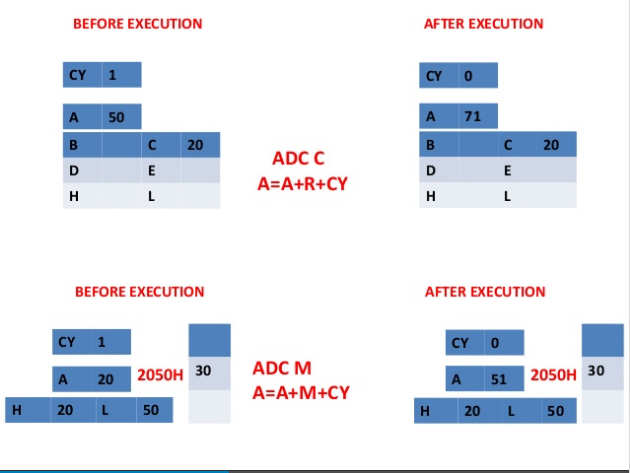 BEFORE EXECUTION
AFTER EXECUTION
CY 1
CY 0
A 50
A 71
B C 20
B C 20
D E
D E
H L
H L
ADC C
A=A+R+CY
BEFORE EXECUTION
AFTER EXECUTION
CY 1
CY 0
A 20 2050H 30
A 51 2050H 30
H 20 L 50
H 20 L 50
ADC M
A=A+M+CY